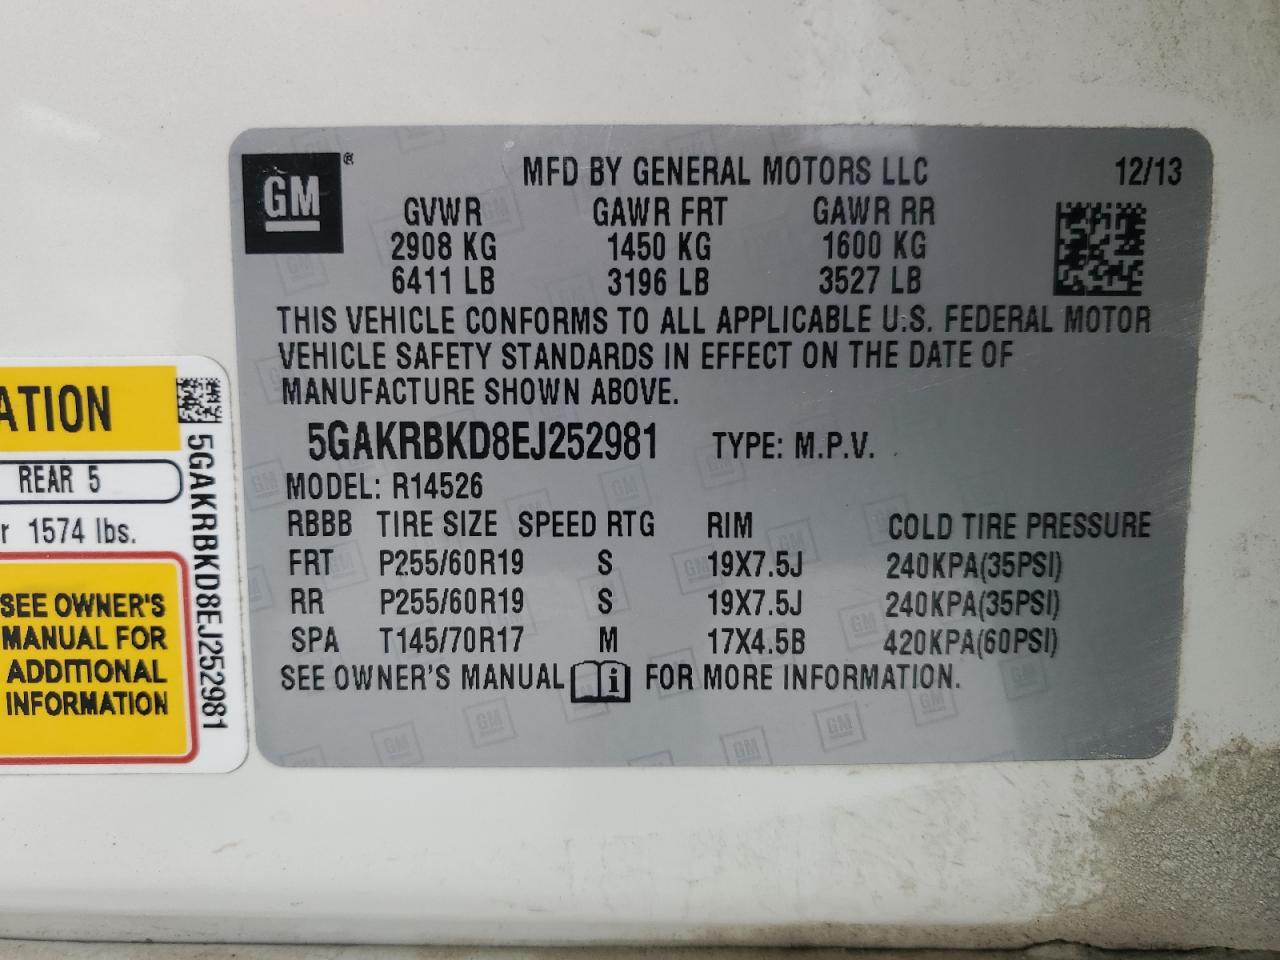 GM ®
MFD BY GENERAL MOTORS LLC 12/13
GVWR GAWR FRT GAWR RR
2908 KG 1450 KG 1600 KG
6411 LB 3196 LB 3527 LB
THIS VEHICLE CONFORMS TO ALL APPLICABLE U.S. FEDERAL MOTOR
VEHICLE SAFETY STANDARDS IN EFFECT ON THE DATE OF
MANUFACTURE SHOWN ABOVE.
5GAKRBKD8EJ252981 TYPE: M.P.V.
MODEL: R14526
RBBB TIRE SIZE SPEED RTG RIM COLD TIRE PRESSURE
FRT P255/60R19 S 19X7.5J 240KPA(35PSI)
RR P255/60R19 S 19X7.5J 240KPA(35PSI)
SPA T145/70R17 M 17X4.5B 420KPA(60PSI)
SEE OWNER'S MANUAL i FOR MORE INFORMATION.
ATION
REAR 5
r 1574 lbs.
SEE OWNER'S
MANUAL FOR
ADDITIONAL
INFORMATION
5GAKRBKD8EJ252981